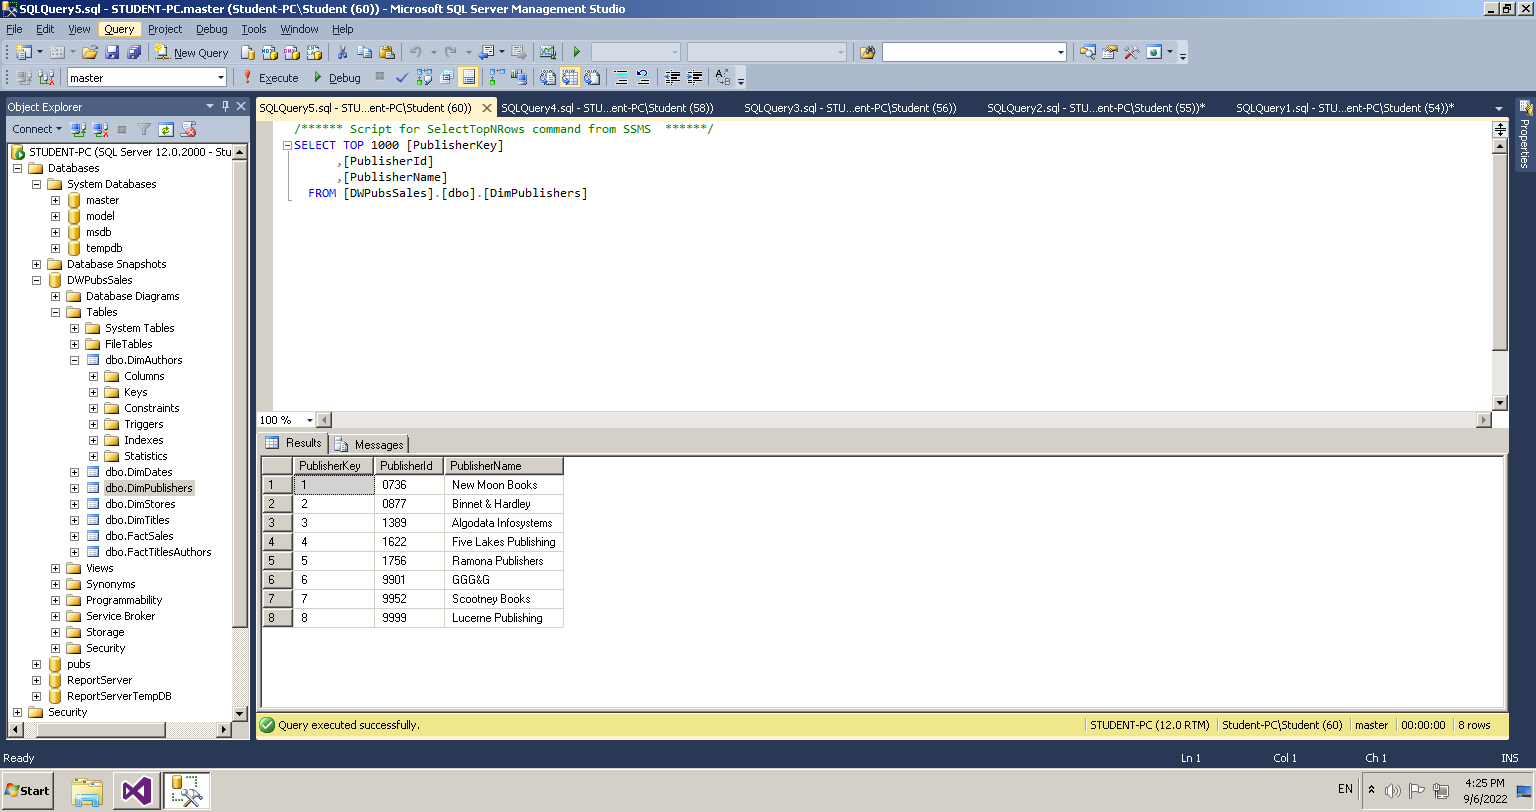 SQLQuery5.sql - STUDENT-PC.master (Student-PC\Student (60)) - Microsoft SQL Server Management Studio
File Edit View Query Project Debug Tools Window Help
New Query
master Execute Debug
Object Explorer
Connect
STUDENT-PC (SQL Server 12.0.2000 - Stu
Databases
System Databases
master
model
msdb
tempdb
Database Snapshots
DWPubsSales
Database Diagrams
Tables
System Tables
FileTables
dbo.DimAuthors
Columns
Keys
Constraints
Triggers
Indexes
Statistics
dbo.DimDates
dbo.DimPublishers
dbo.DimStores
dbo.DimTitles
dbo.FactSales
dbo.FactTitlesAuthors
Views
Synonyms
Programmability
Service Broker
Storage
Security
pubs
ReportServer
ReportServerTempDB
Security
SQLQuery5.sql - STU...ent-PC\Student (60)) SQLQuery4.sql - STU...ent-PC\Student (58)) SQLQuery3.sql - STU...ent-PC\Student (56)) SQLQuery2.sql - STU...ent-PC\Student (55))* SQLQuery1.sql - STU...ent-PC\Student (54))*
/****** Script for SelectTopNRows command from SSMS  ******/
SELECT TOP 1000 [PublisherKey]
,[PublisherId]
,[PublisherName]
FROM [DWPubsSales].[dbo].[DimPublishers]
Properties
100 %
Results Messages
PublisherKey PublisherId PublisherName
1 1 0736 New Moon Books
2 2 0877 Binnet & Hardley
3 3 1389 Algodata Infosystems
4 4 1622 Five Lakes Publishing
5 5 1756 Ramona Publishers
6 6 9901 GGG&G
7 7 9952 Scootney Books
8 8 9999 Lucerne Publishing
Query executed successfully. STUDENT-PC (12.0 RTM) Student-PC\Student (60) master 00:00:00 8 rows
Ready Ln 1 Col 1 Ch 1 INS
Start EN 4:25 PM
9/6/2022